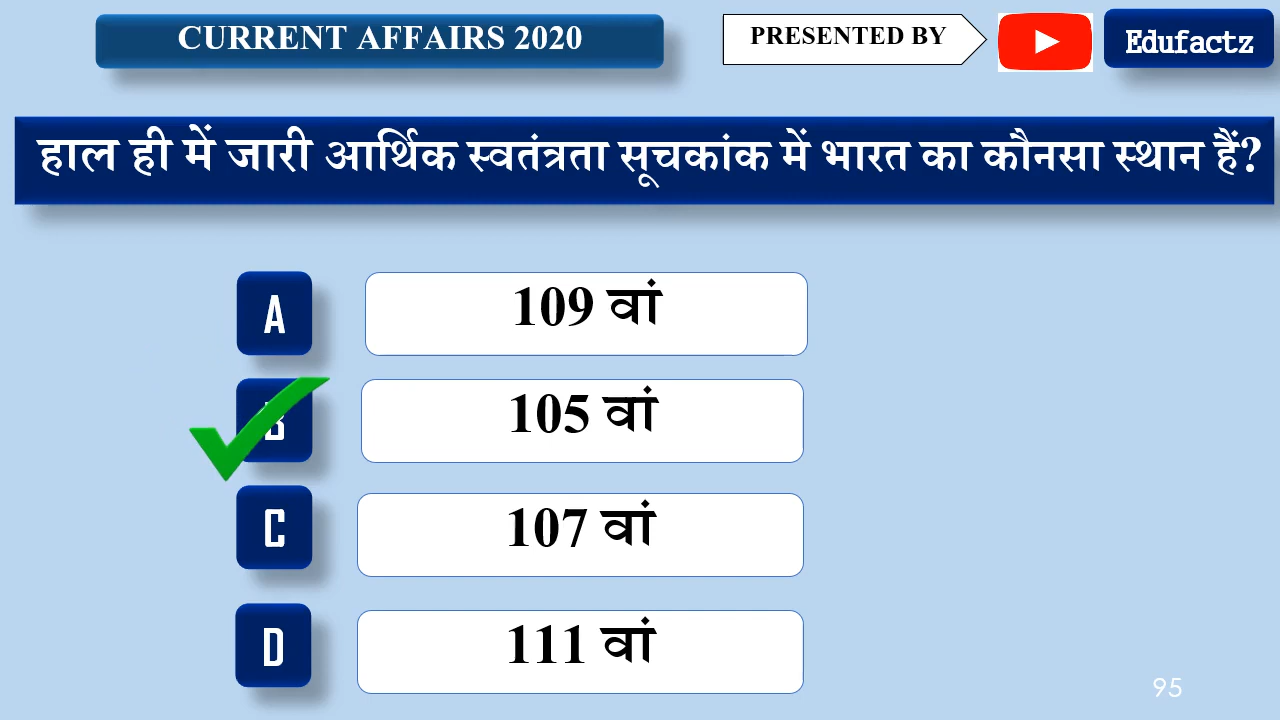 CURRENT AFFAIRS 2020
PRESENTED BY
Edufactz
हाल ही में जारी आर्थिक स्वतंत्रता सूचकांक में भारत का कौनसा स्थान हैं?
A
109 वां
B
105 वां
C
107 वां
D
111 वां
95